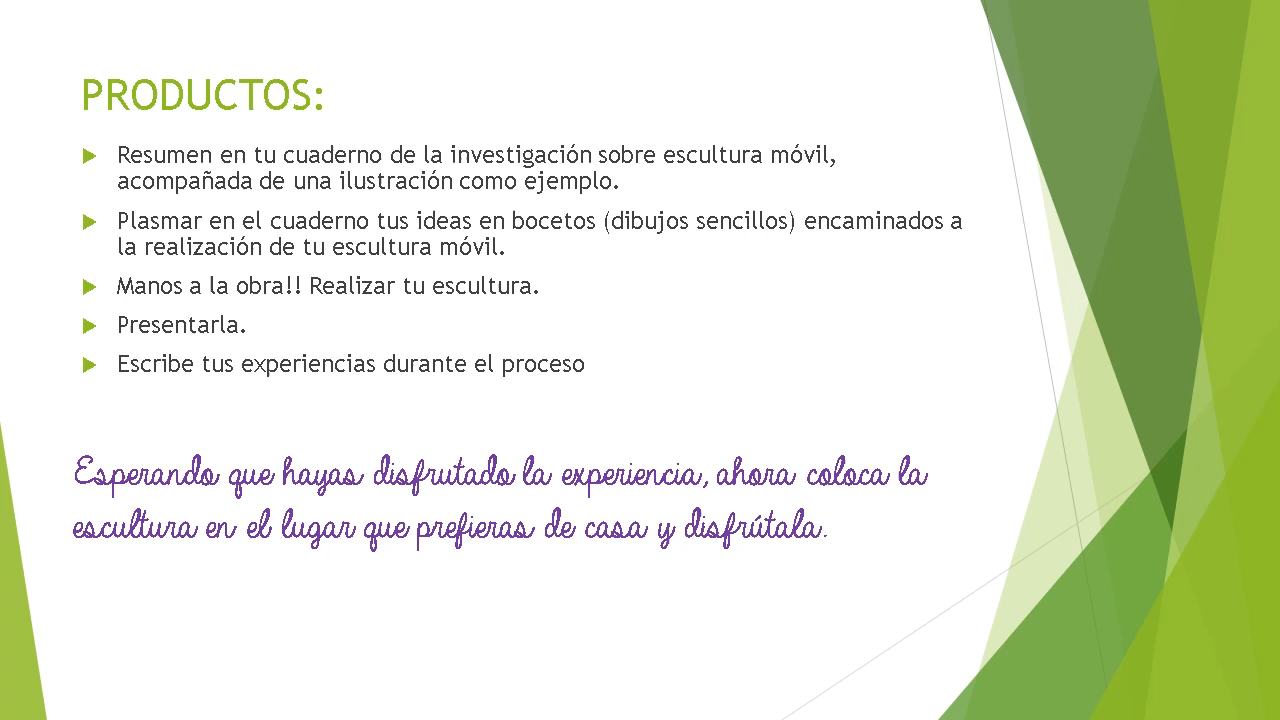 PRODUCTOS:
Resumen en tu cuaderno de la investigación sobre escultura móvil,
acompañada de una ilustración como ejemplo.
Plasmar en el cuaderno tus ideas en bocetos (dibujos sencillos) encaminados a
la realización de tu escultura móvil.
Manos a la obra!! Realizar tu escultura.
Presentarla.
Escribe tus experiencias durante el proceso
Esperando que hayas disfrutado la experiencia, ahora coloca la
escultura en el lugar que prefieras de casa y disfrútala.